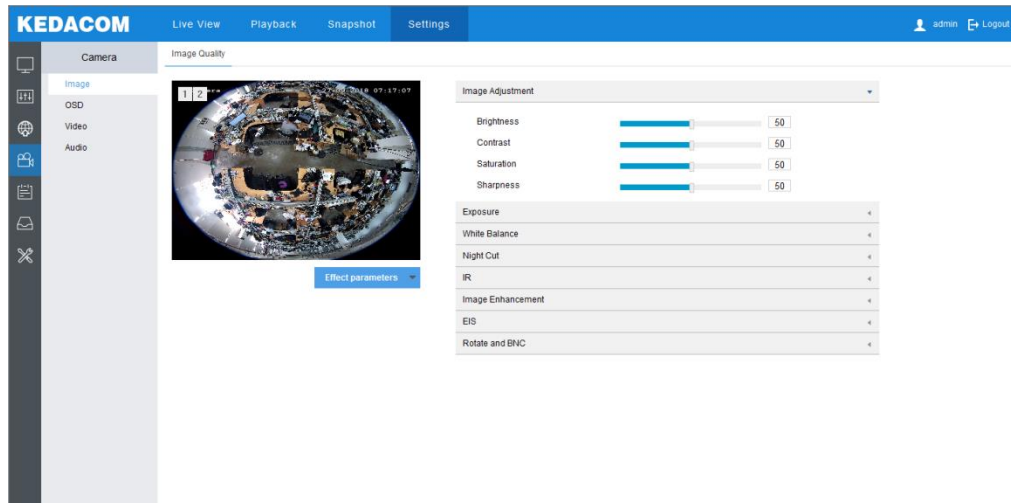 KEDACOM Live View Playback Snapshot Settings admin Logout
Camera
Image Quality
Image
OSD
Video
Audio
1 2
07:17:07
Effect parameters
Image Adjustment
Brightness 50
Contrast 50
Saturation 50
Sharpness 50
Exposure
White Balance
Night Cut
IR
Image Enhancement
EIS
Rotate and BNC